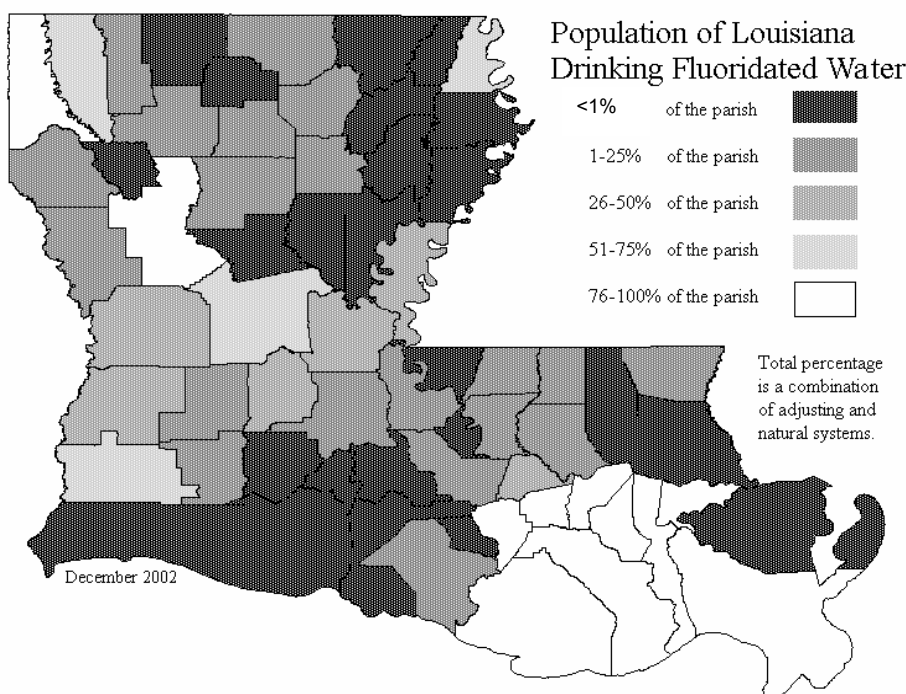 Population of Louisiana
Drinking Fluoridated Water
<1% of the parish
1-25% of the parish
26-50% of the parish
51-75% of the parish
76-100% of the parish
Total percentage
is a combination
of adjusting and
natural systems.
December 2002